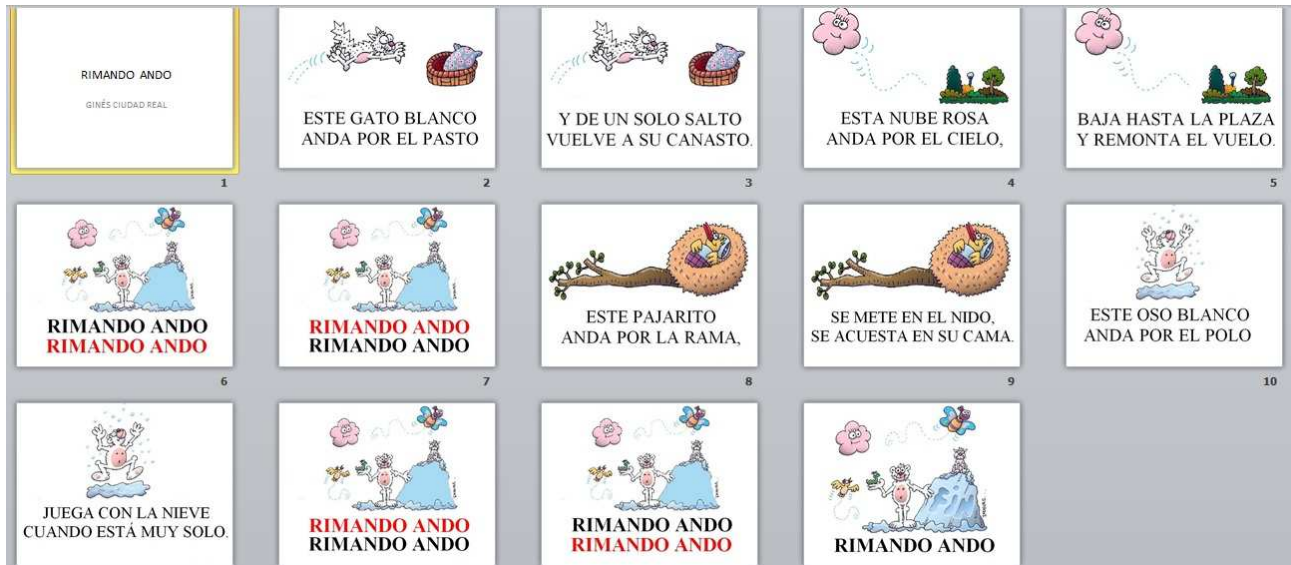 RIMANDO ANDO
GINÉS CIUDAD REAL
1
ESTE GATO BLANCO
ANDA POR EL PASTO
2
Y DE UN SOLO SALTO
VUELVE A SU CANASTO.
3
ESTA NUBE ROSA
ANDA POR EL CIELO,
4
BAJA HASTA LA PLAZA
Y REMONTA EL VUELO.
5
RIMANDO ANDO
RIMANDO ANDO
6
RIMANDO ANDO
RIMANDO ANDO
7
ESTE PAJARITO
ANDA POR LA RAMA,
8
SE METE EN EL NIDO,
SE ACUESTA EN SU CAMA.
9
ESTE OSO BLANCO
ANDA POR EL POLO
10
JUEGA CON LA NIEVE
CUANDO ESTÁ MUY SOLO.
RIMANDO ANDO
RIMANDO ANDO
RIMANDO ANDO
RIMANDO ANDO
RIMANDO ANDO